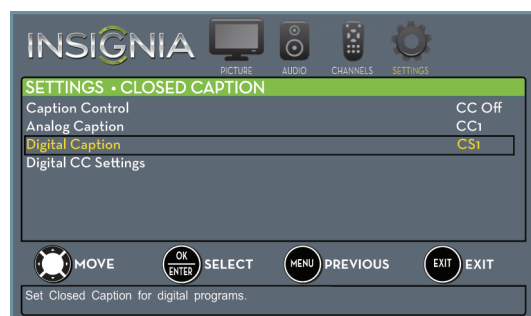 INSIGNIA
PICTURE AUDIO CHANNELS SETTINGS
SETTINGS • CLOSED CAPTION
Caption Control CC Off
Analog Caption CC1
Digital Caption CS1
Digital CC Settings
MOVE OK ENTER SELECT MENU PREVIOUS EXIT EXIT
Set Closed Caption for digital programs.